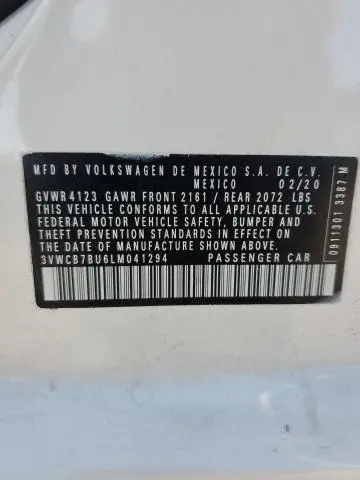 MFD BY VOLKSWAGEN DE MEXICO S.A. DE C.V.
MEXICO 02/20
GVWR4123 GAWR FRONT 2161 / REAR 2072 LBS
THIS VEHICLE CONFORMS TO ALL APPLICABLE U.S.
FEDERAL MOTOR VEHICLE SAFETY, BUMPER AND
THEFT PREVENTION STANDARDS IN EFFECT ON
THE DATE OF MANUFACTURE SHOWN ABOVE.
3VWCB7BU6LM041294 PASSENGER CAR
0911301 3387 M